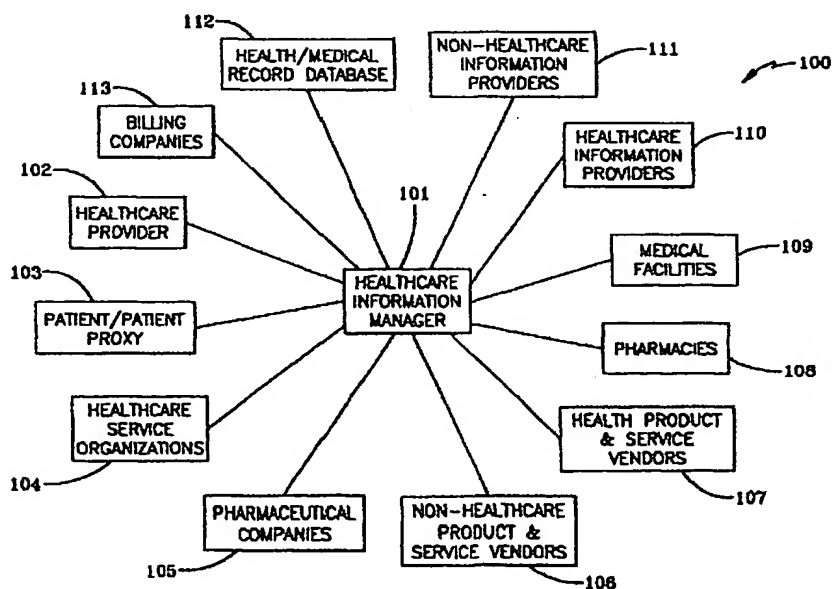 112
HEALTH/MEDICAL
RECORD DATABASE
NON-HEALTHCARE
INFORMATION
PROVIDERS
111
100
113
BILLING
COMPANIES
HEALTHCARE
INFORMATION
PROVIDERS
110
102
HEALTHCARE
PROVIDER
101
HEALTHCARE
INFORMATION
MANAGER
MEDICAL
FACILITIES
109
103
PATIENT/PATIENT
PROXY
PHARMACIES
108
HEALTHCARE
SERVICE
ORGANIZATIONS
104
HEALTH PRODUCT
& SERVICE
VENDORS
107
PHARMACEUTICAL
COMPANIES
105
NON-HEALTHCARE
PRODUCT &
SERVICE VENDORS
106